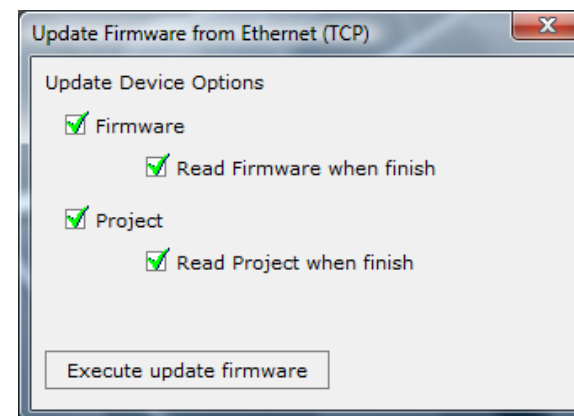 Update Firmware from Ethernet (TCP)
Update Device Options
Firmware
Read Firmware when finish
Project
Read Project when finish
Execute update firmware